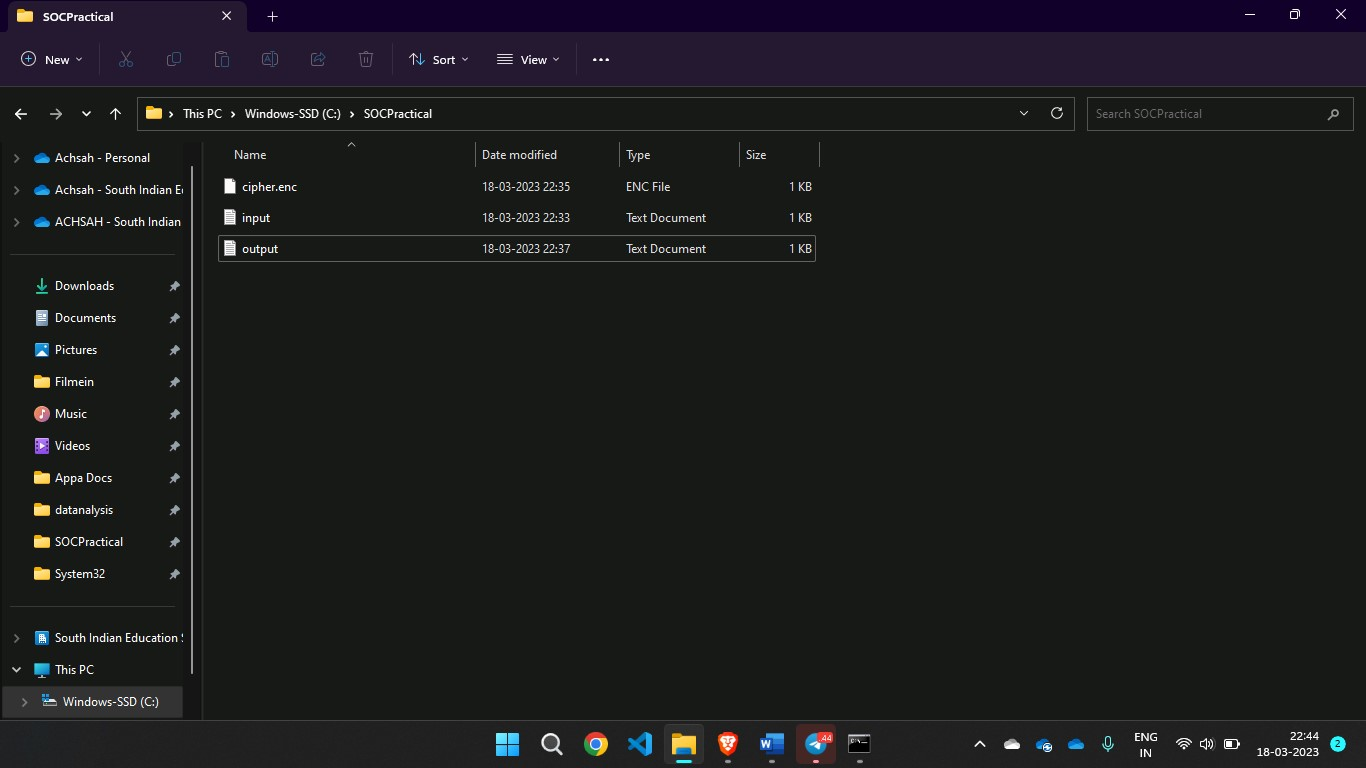 SOCPractical
New
Sort
View
This PC
Windows-SSD (C:)
SOCPractical
Search SOCPractical
Name
Date modified
Type
Size
cipher.enc
18-03-2023 22:35
ENC File
1 KB
input
18-03-2023 22:33
Text Document
1 KB
output
18-03-2023 22:37
Text Document
1 KB
Achsah - Personal
Achsah - South Indian E
ACHSAH - South Indian
Downloads
Documents
Pictures
Filmein
Music
Videos
Appa Docs
datanalysis
SOCPractical
System32
South Indian Education
This PC
Windows-SSD (C:)
44
ENG
IN
22:44
18-03-2023
2